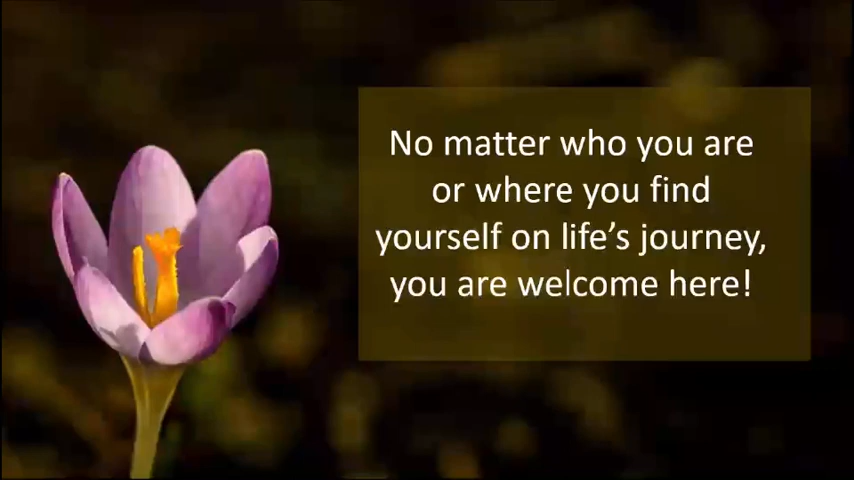 No matter who you are
or where you find
yourself on life’s journey,
you are welcome here!